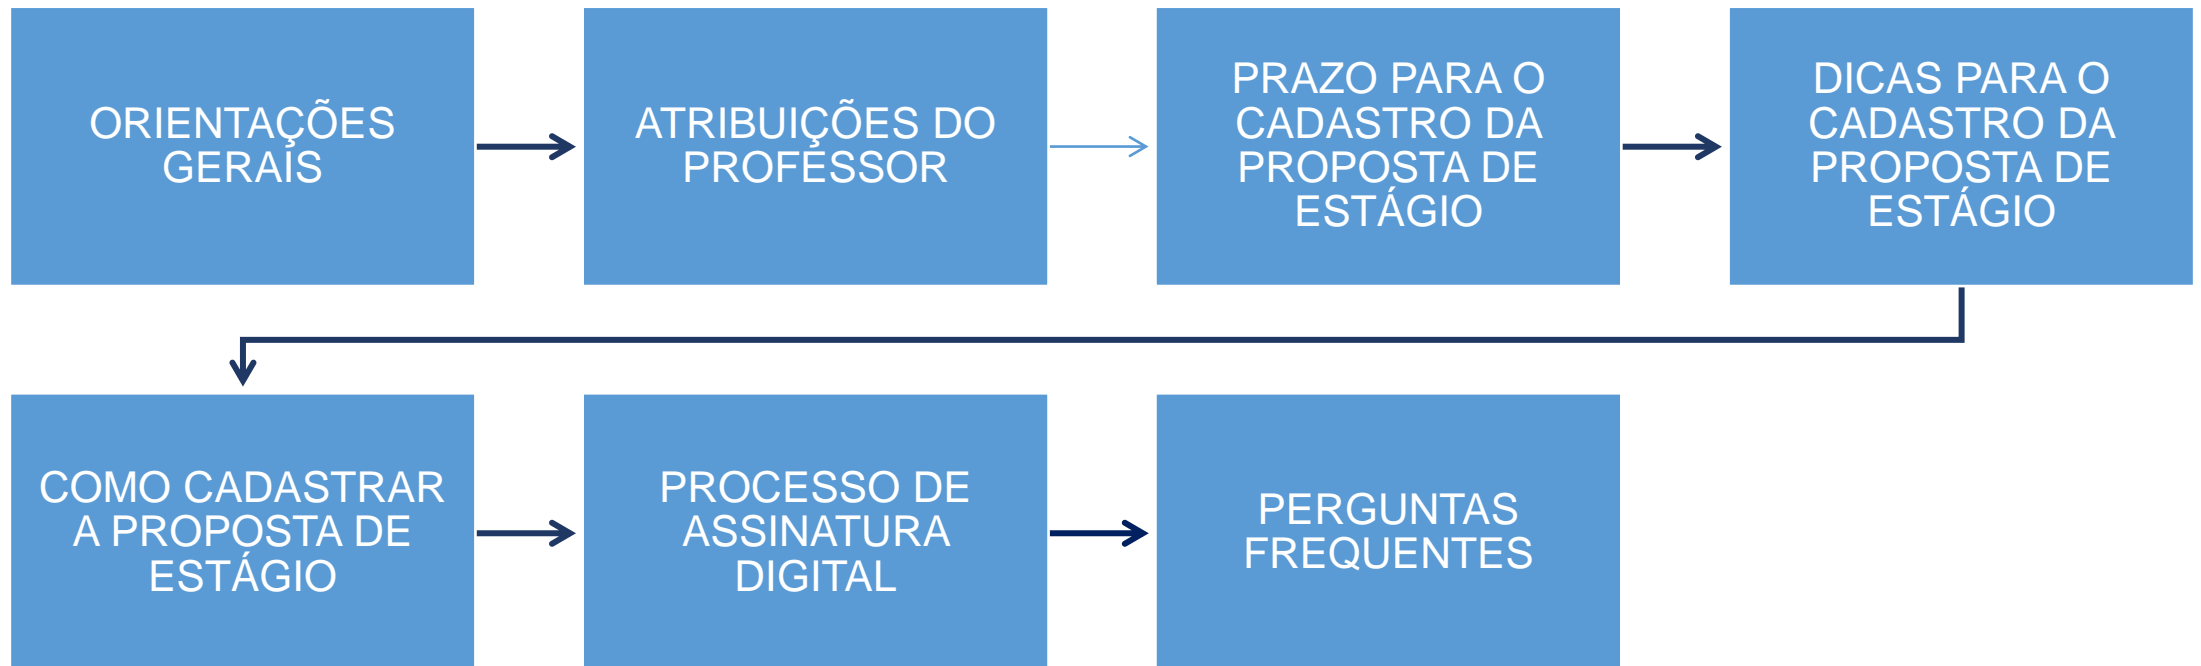 ORIENTAÇÕES
GERAIS
ATRIBUIÇÕES DO
PROFESSOR
PRAZO PARA O
CADASTRO DA
PROPOSTA DE
ESTÁGIO
DICAS PARA O
CADASTRO DA
PROPOSTA DE
ESTÁGIO
COMO CADASTRAR
A PROPOSTA DE
ESTÁGIO
PROCESSO DE
ASSINATURA
DIGITAL
PERGUNTAS
FREQUENTES